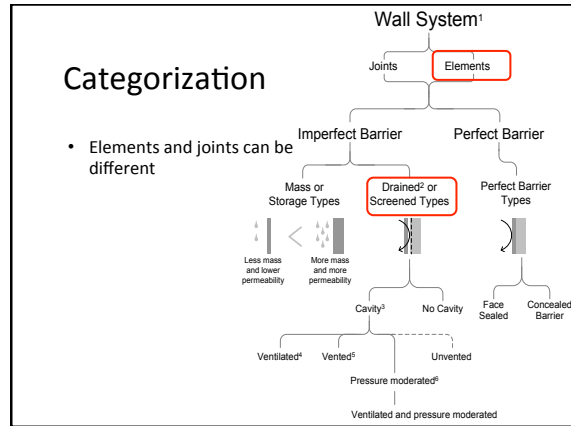 Wall System¹
Categorization
Joints
Elements
• Elements and joints can be
different
Imperfect Barrier
Perfect Barrier
Mass or
Storage Types
Drained² or
Screened Types
Perfect Barrier
Types
<
Less mass
and lower
permeability
More mass
and more
permeability
Cavity³
No Cavity
Face
Sealed
Concealed
Barrier
Ventilated⁴
Vented⁵
Unvented
Pressure moderated⁶
Ventilated and pressure moderated